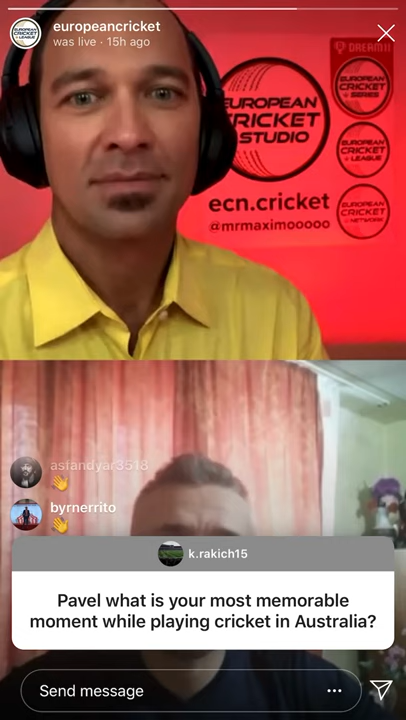 europeancricket
was live · 15h ago
DREAM11
EUROPEAN
CRICKET
SERIES
EUROPEAN
CRICKET
STUDIO
EUROPEAN
CRICKET
LEAGUE
ecn.cricket
@mrmaximooooo
EUROPEAN
CRICKET
NETWORK
asfandyar3518
👋
byrnerrito
👋
k.rakich15
Pavel what is your most memorable
moment while playing cricket in Australia?
Send message